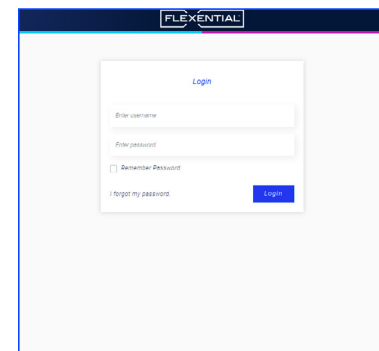 FLEXENTIAL
Login
Enter username
Enter password
Remember Password
I forgot my password.
Login